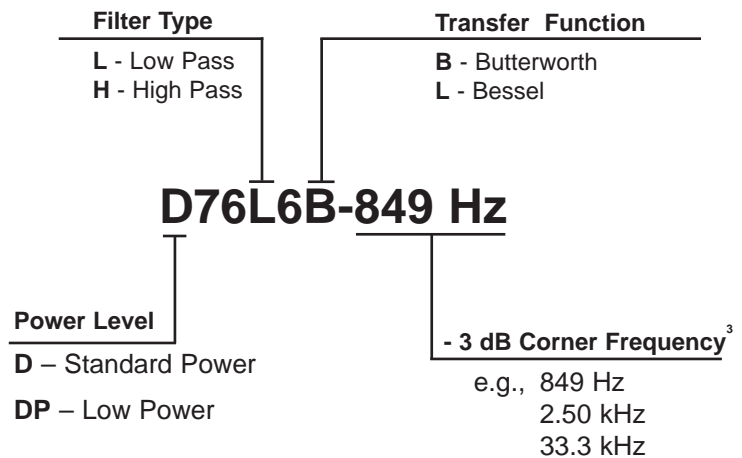 Filter Type
L - Low Pass
H - High Pass
Transfer Function
B - Butterworth
L - Bessel
D76L6B-849 Hz
Power Level
D – Standard Power
DP – Low Power
- 3 dB Corner Frequency³
e.g., 849 Hz
2.50 kHz
33.3 kHz